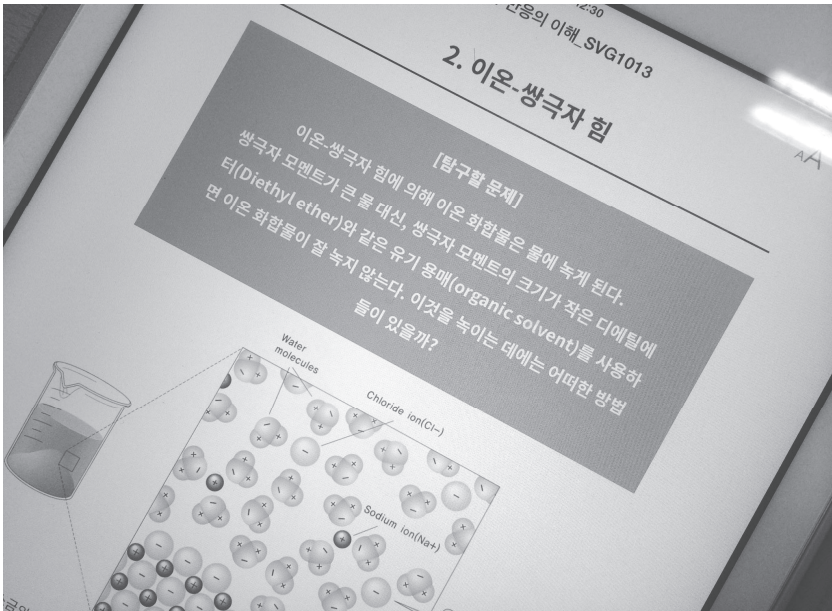 12:30
반응의 이해_SVG1013
2. 이온-쌍극자 힘
AA
[탐구할 문제]
이온-쌍극자 힘에 의해 이온 화합물은 물에 녹게 된다.
쌍극자 모멘트가 큰 물 대신, 쌍극자 모멘트의 크기가 작은 디에틸에
터(Diethyl ether)와 같은 유기 용매(organic solvent)를 사용하
면 이온 화합물이 잘 녹지 않는다. 이것을 녹이는 데에는 어떠한 방법
들이 있을까?
Water
molecules
Chloride ion(Cl-)
Sodium ion(Na+)